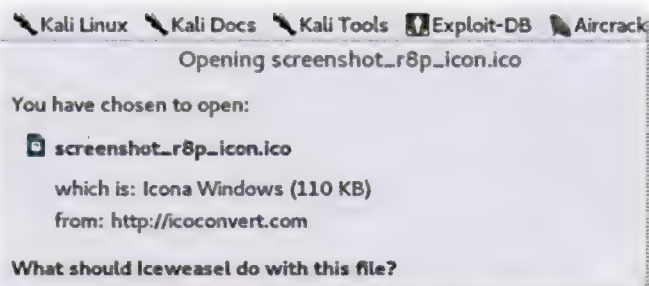 Kali Linux Kali Docs Kali Tools Exploit-DB Aircrack
Opening screenshot_r8p_icon.ico
You have chosen to open:
screenshot_r8p_icon.ico
which is: Icona Windows (110 KB)
from: http://icoconvert.com
What should Iceweasel do with this file?